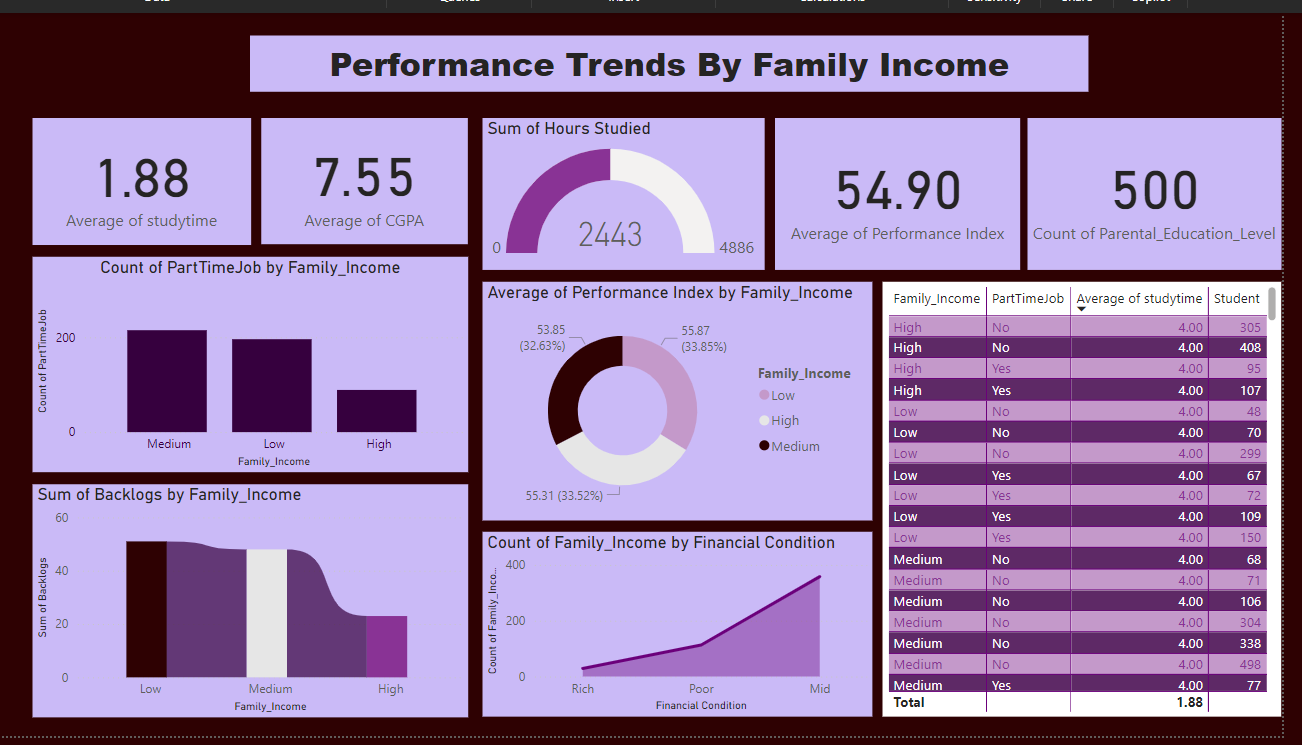 Performance Trends By Family Income
1.88
Average of studytime
7.55
Average of CGPA
Sum of Hours Studied
0
2443
4886
54.90
Average of Performance Index
500
Count of Parental_Education_Level
Count of PartTimeJob by Family_Income
Count of PartTimeJob
200
0
Medium Low High
Family_Income
Average of Performance Index by Family_Income
53.85
(32.63%)
55.87
(33.85%)
55.31 (33.52%)
Family_Income
Low
High
Medium
Sum of Backlogs by Family_Income
Sum of Backlogs
60
40
20
0
Low Medium High
Family_Income
Count of Family_Income by Financial Condition
Count of Family_Inco...
400
200
0
Rich Poor Mid
Financial Condition
Family_Income PartTimeJob Average of studytime Student
High No 4.00 305
High No 4.00 408
High Yes 4.00 95
High Yes 4.00 107
Low No 4.00 48
Low No 4.00 70
Low No 4.00 299
Low Yes 4.00 67
Low Yes 4.00 72
Low Yes 4.00 109
Low Yes 4.00 150
Medium No 4.00 68
Medium No 4.00 71
Medium No 4.00 106
Medium No 4.00 304
Medium No 4.00 338
Medium No 4.00 498
Medium Yes 4.00 77
Total 1.88